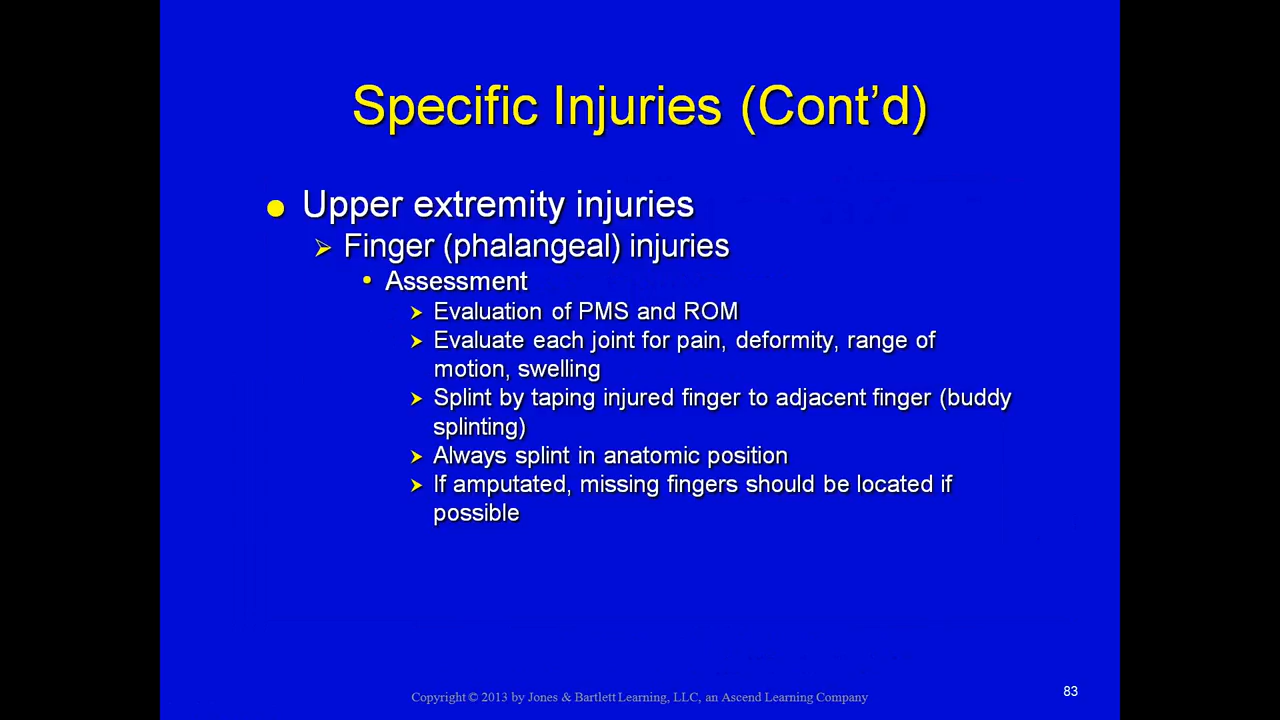 Specific Injuries (Cont’d)
Upper extremity injuries
Finger (phalangeal) injuries
Assessment
Evaluation of PMS and ROM
Evaluate each joint for pain, deformity, range of
motion, swelling
Splint by taping injured finger to adjacent finger (buddy
splinting)
Always splint in anatomic position
If amputated, missing fingers should be located if
possible
Copyright © 2013 by Jones & Bartlett Learning, LLC, an Ascend Learning Company
83